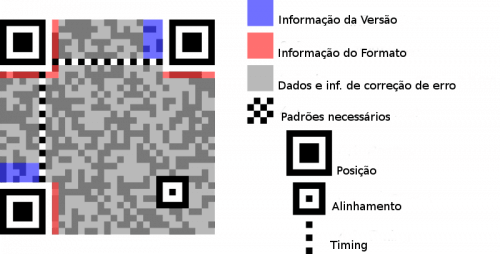 Informação da Versão
Informação do Formato
Dados e inf. de correção de erro
Padrões necessários
Posição
Alinhamento
Timing